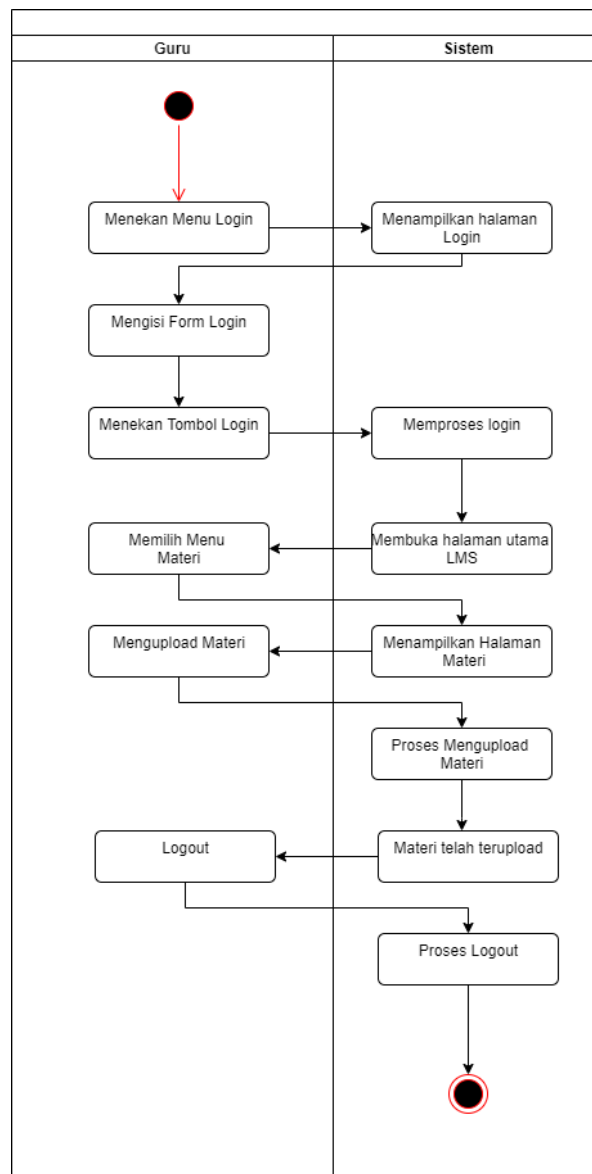 Guru
Sistem
Menekan Menu Login
Menampilkan halaman
Login
Mengisi Form Login
Menekan Tombol Login
Memproses login
Membuka halaman utama
LMS
Memilih Menu
Materi
Menampilkan Halaman
Materi
Mengupload Materi
Proses Mengupload
Materi
Materi telah terupload
Logout
Proses Logout